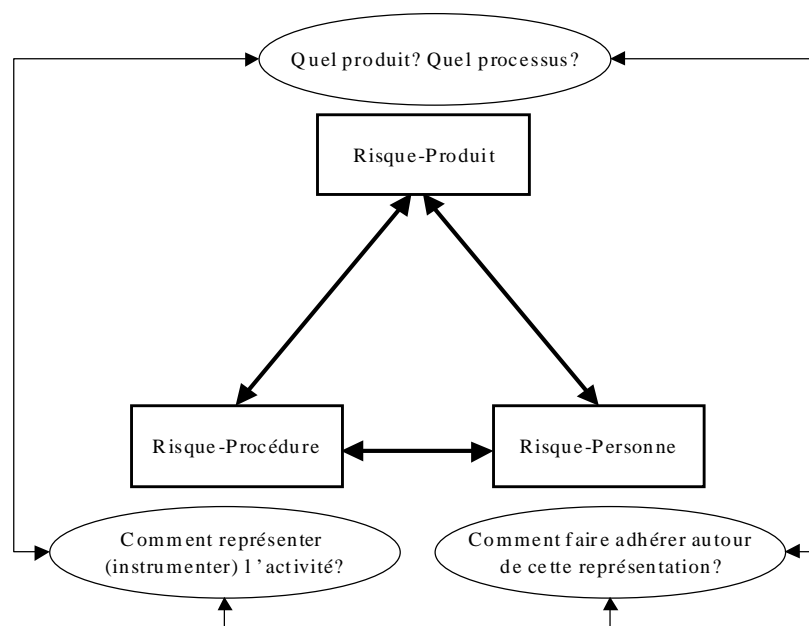 Quel produit? Quel processus?
Risque-Produit
Risque-Procédure
Risque-Personne
Comment représenter
(instrumenter) l'activité?
Comment faire adhérer autour
de cette représentation?